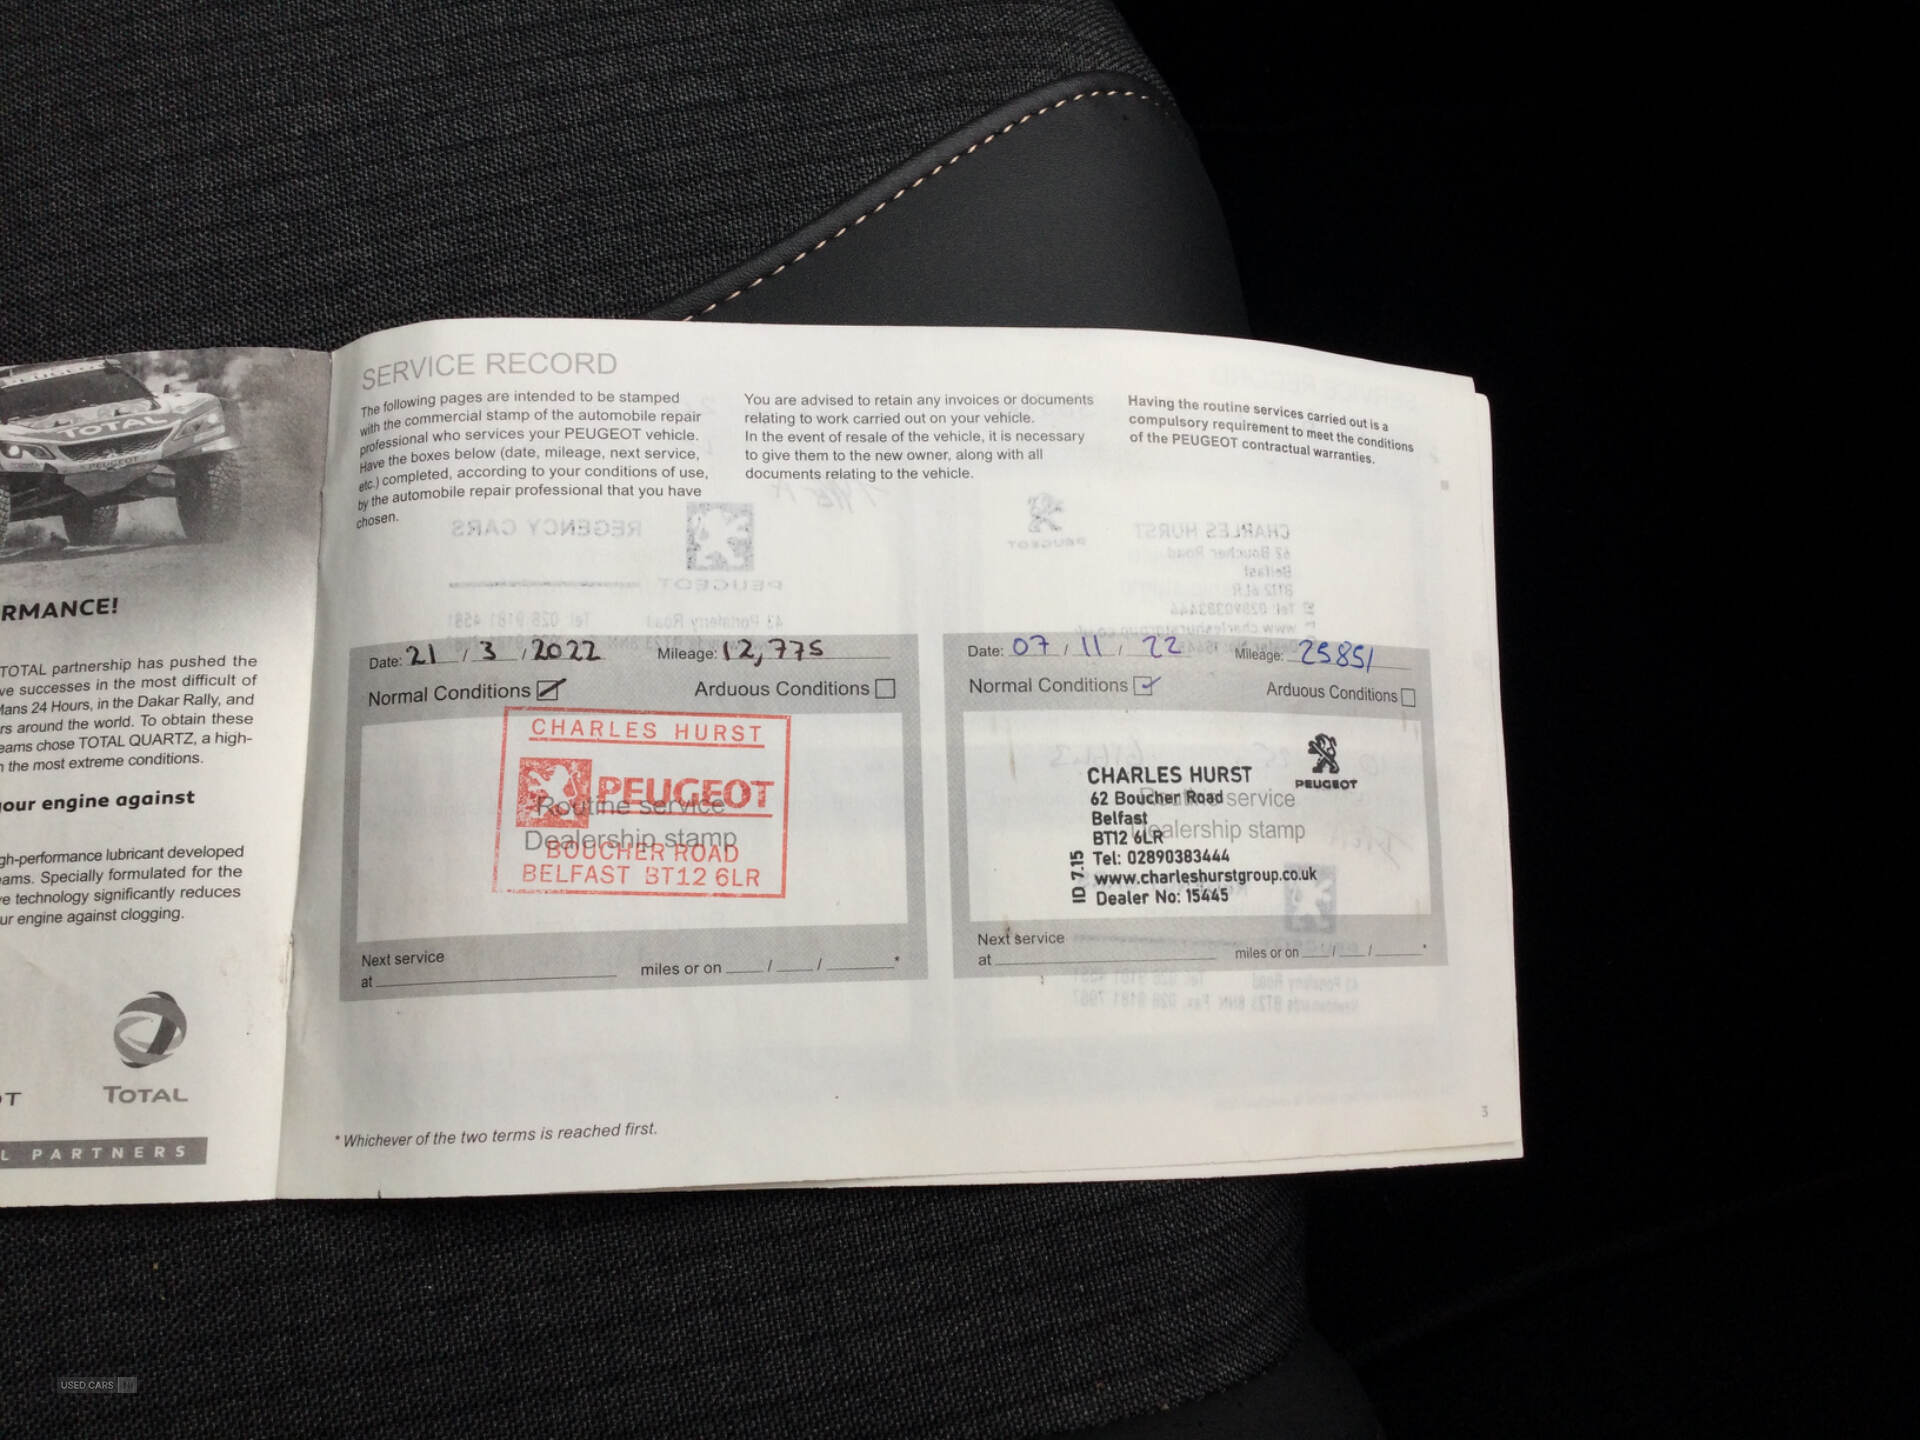 TOTAL
PEUGEOT
RMANCE!
TOTAL partnership has pushed the
ve successes in the most difficult of
Mans 24 Hours, in the Dakar Rally, and
rs around the world. To obtain these
eams chose TOTAL QUARTZ, a high-
n the most extreme conditions.
our engine against
gh-performance lubricant developed
ams. Specially formulated for the
e technology significantly reduces
ur engine against clogging.
OT
TOTAL
L PARTNERS
SERVICE RECORD
The following pages are intended to be stamped
with the commercial stamp of the automobile repair
professional who services your PEUGEOT vehicle.
Have the boxes below (date, mileage, next service,
etc.) completed, according to your conditions of use,
by the automobile repair professional that you have
chosen.
You are advised to retain any invoices or documents
relating to work carried out on your vehicle.
In the event of resale of the vehicle, it is necessary
to give them to the new owner, along with all
documents relating to the vehicle.
Having the routine services carried out is a
compulsory requirement to meet the conditions
of the PEUGEOT contractual warranties.
Date: 21 / 3 / 2022 Mileage: 12,775
Normal Conditions Arduous Conditions
CHARLES HURST
PEUGEOT
Routine service
Dealership stamp
BOUCHER ROAD
BELFAST BT12 6LR
Next service
at miles or on / / *
Date: 07 / 11 / 22 Mileage: 25851
Normal Conditions Arduous Conditions
PEUGEOT
CHARLES HURST
62 Boucher Road
Routine service
Belfast
Dealership stamp
BT12 6LR
Tel: 02890383444
www.charleshurstgroup.co.uk
Dealer No: 15445
ID 7.15
Next service
at miles or on / / *
* Whichever of the two terms is reached first.
3
USED CARS NI